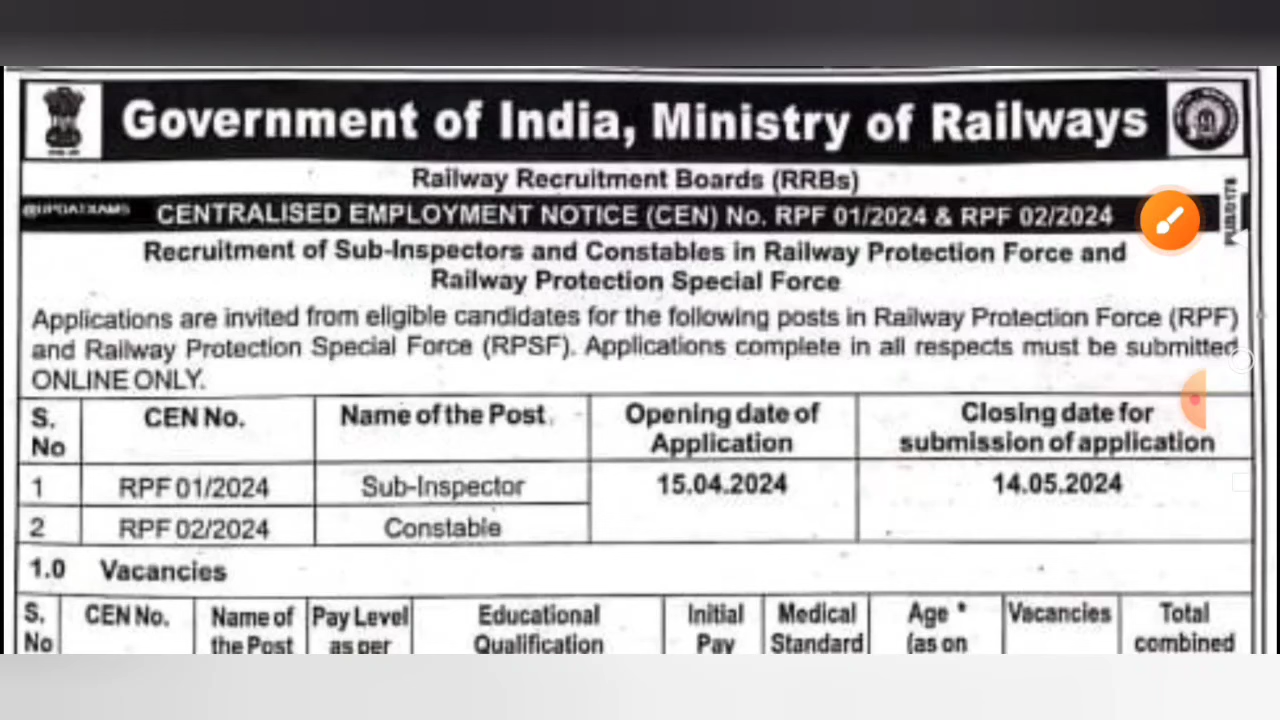 Government of India, Ministry of Railways
Railway Recruitment Boards (RRBs)
CENTRALISED EMPLOYMENT NOTICE (CEN) No. RPF 01/2024 & RPF 02/2024
Recruitment of Sub-Inspectors and Constables in Railway Protection Force and
Railway Protection Special Force
Applications are invited from eligible candidates for the following posts in Railway Protection Force (RPF)
and Railway Protection Special Force (RPSF). Applications complete in all respects must be submitted
ONLINE ONLY.
S. No CEN No. Name of the Post Opening date of Application Closing date for submission of application
1 RPF 01/2024 Sub-Inspector 15.04.2024 14.05.2024
2 RPF 02/2024 Constable
1.0 Vacancies
S. CEN No. Name of Pay Level Educational Initial Medical Age * Vacancies Total
No the Post as per Qualification Pay Standard (as on combined